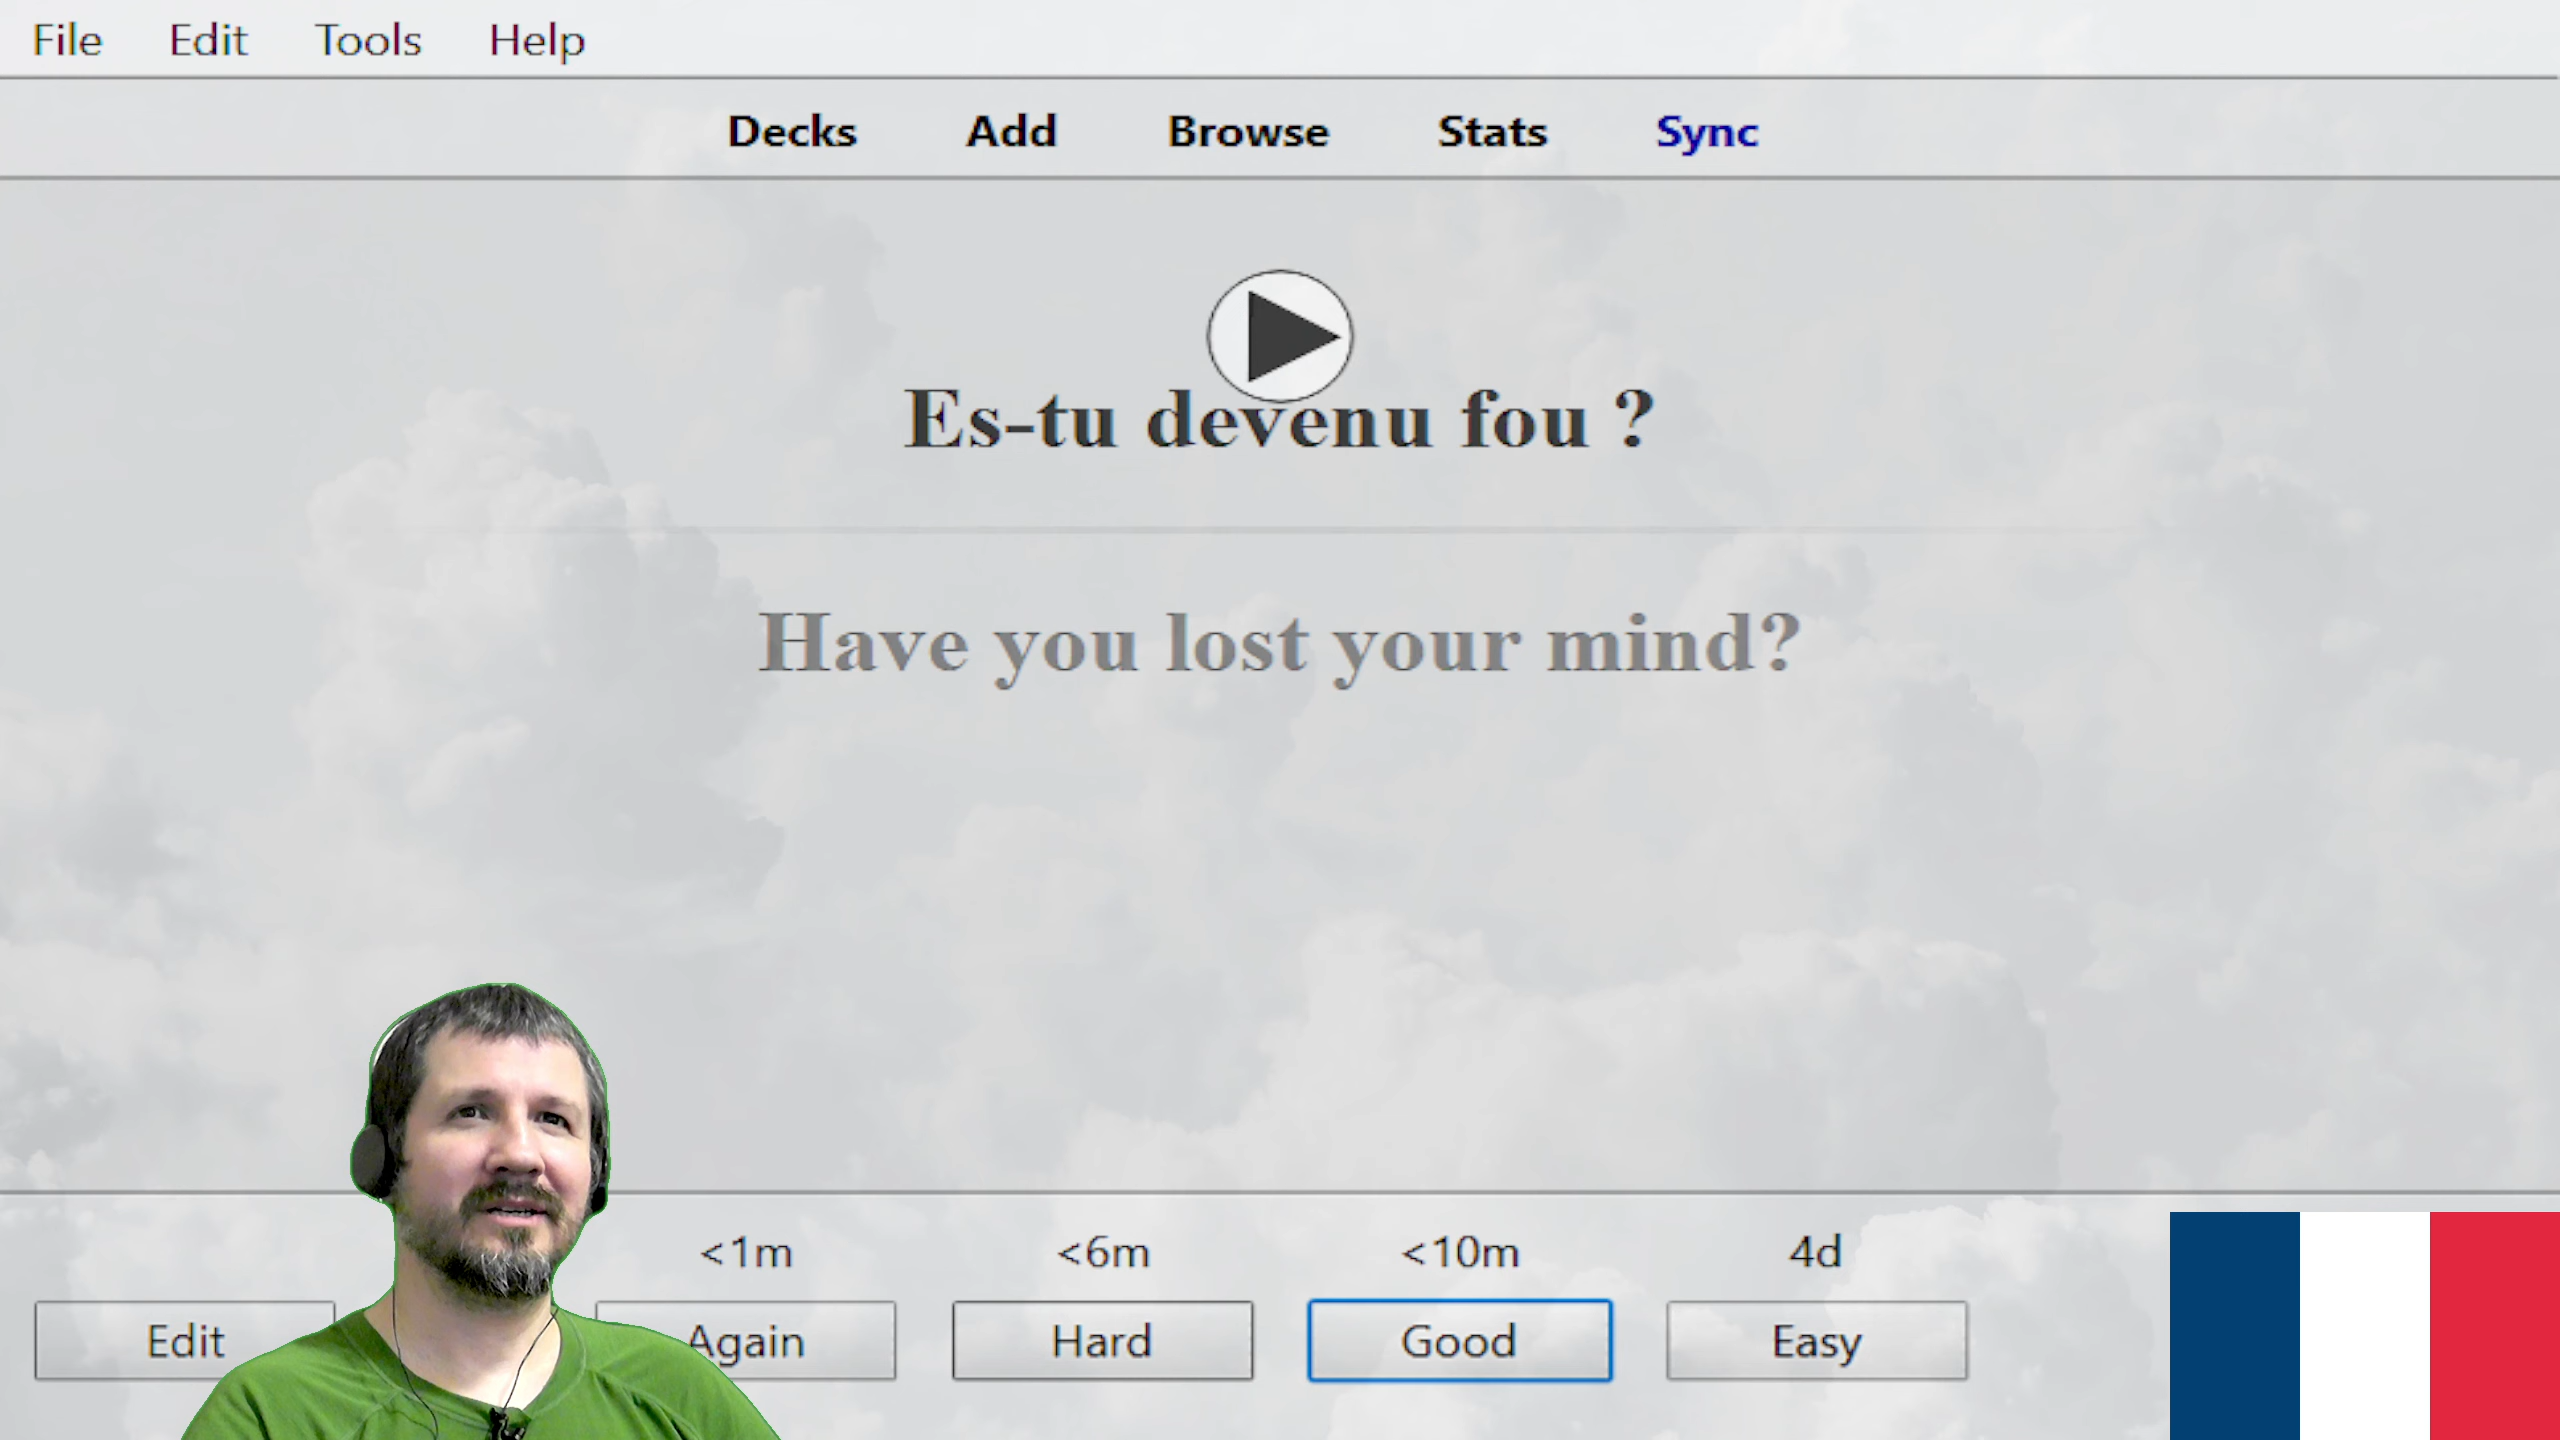 File Edit Tools Help
Decks Add Browse Stats Sync
Es-tu devenu fou ?
Have you lost your mind?
<1m <6m <10m 4d
Edit Again Hard Good Easy